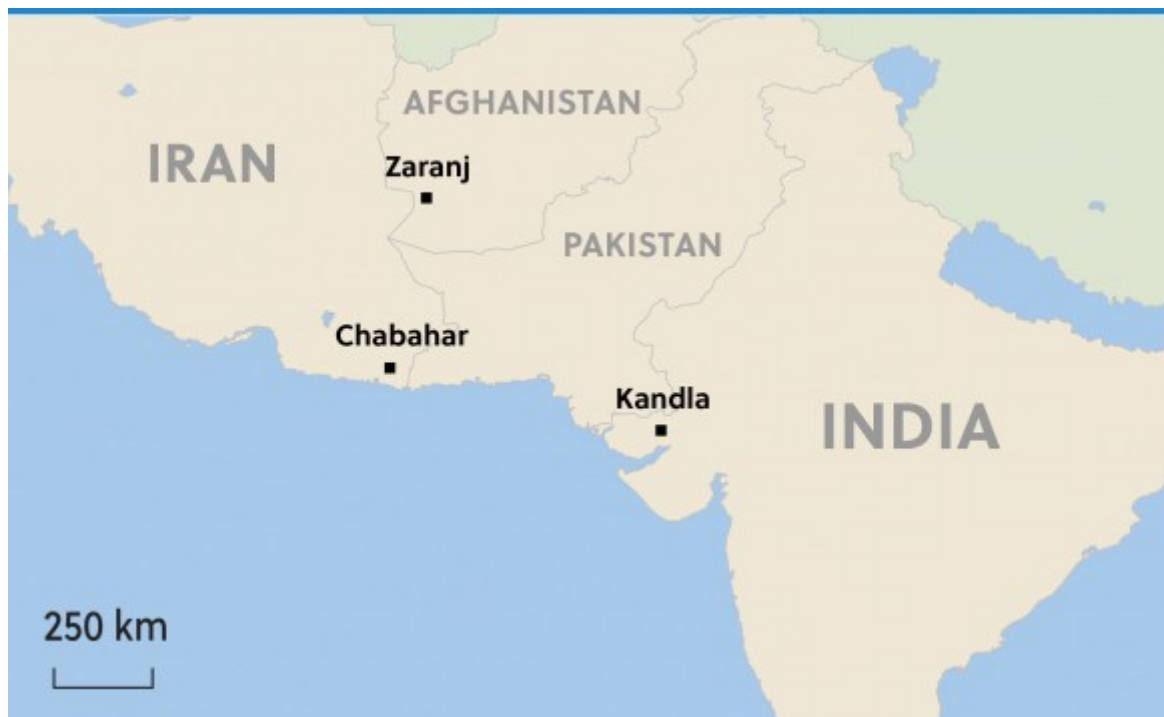 AFGHANISTAN
IRAN
Zaranj
PAKISTAN
Chabahar
Kandla
INDIA
250 km